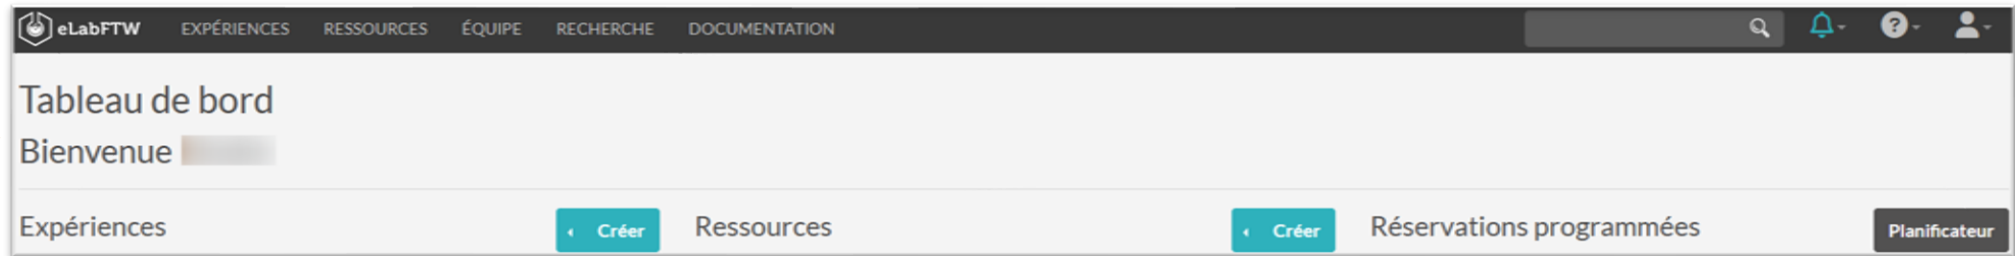 eLabFTW EXPÉRIENCES RESSOURCES ÉQUIPE RECHERCHE DOCUMENTATION
Tableau de bord
Bienvenue
Expériences Créer Ressources Créer Réservations programmées Planificateur